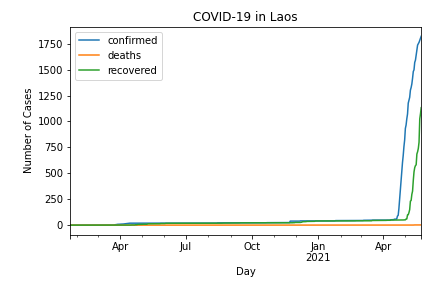 COVID-19 in Laos
confirmed
deaths
recovered
Number of Cases
1750
1500
1250
1000
750
500
250
0
Apr
Jul
Oct
Jan
2021
Apr
Day